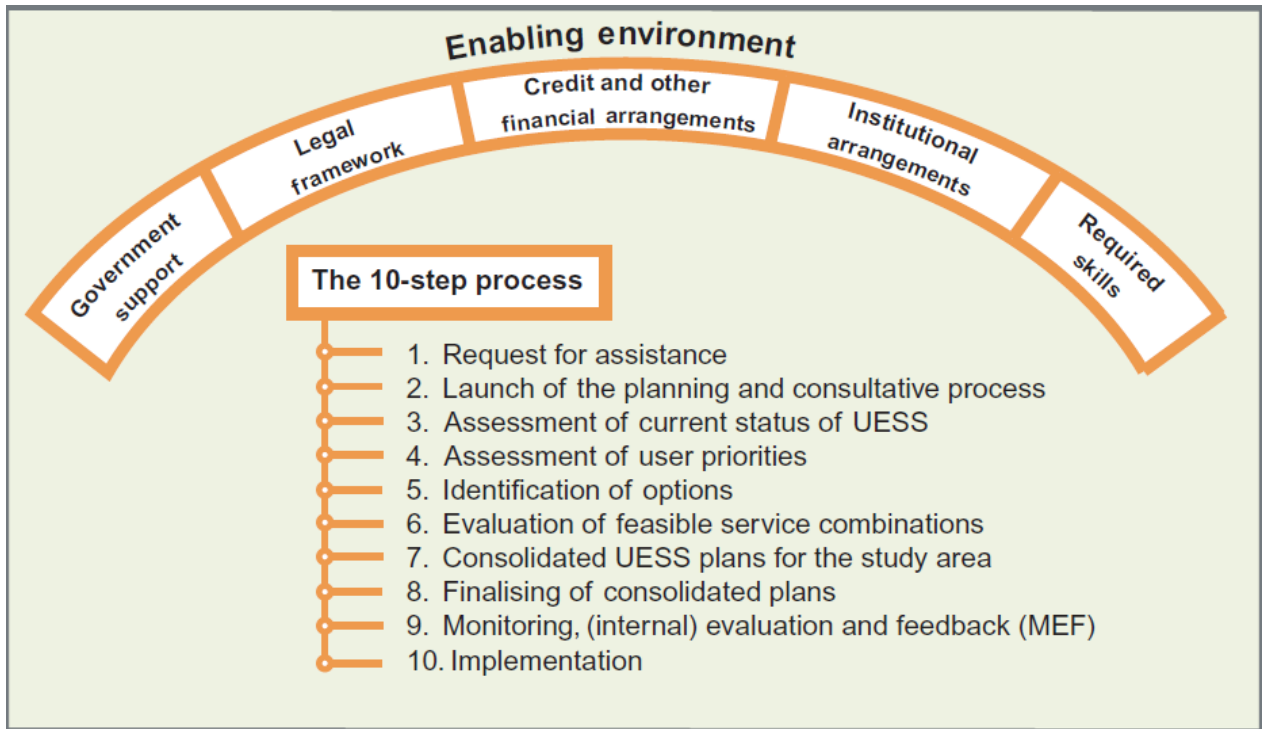 Enabling environment
Government
support
Legal
framework
Credit and other
financial arrangements
Institutional
arrangements
Required
skills
The 10-step process
1. Request for assistance
2. Launch of the planning and consultative process
3. Assessment of current status of UESS
4. Assessment of user priorities
5. Identification of options
6. Evaluation of feasible service combinations
7. Consolidated UESS plans for the study area
8. Finalising of consolidated plans
9. Monitoring, (internal) evaluation and feedback (MEF)
10. Implementation